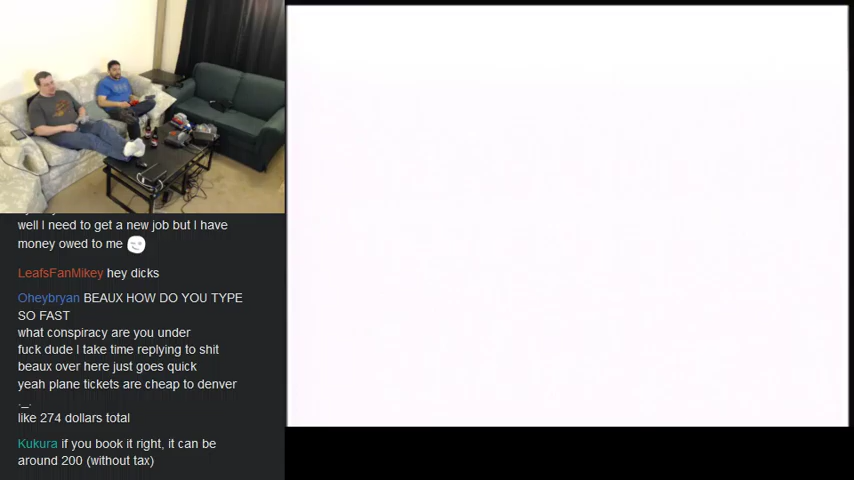 well I need to get a new job but I have
money owed to me
LeafsFanMikey hey dicks
Oheybryan BEAUX HOW DO YOU TYPE
SO FAST
what conspiracy are you under
fuck dude I take time replying to shit
beaux over here just goes quick
yeah plane tickets are cheap to denver
._.
like 274 dollars total
Kukura if you book it right, it can be
around 200 (without tax)